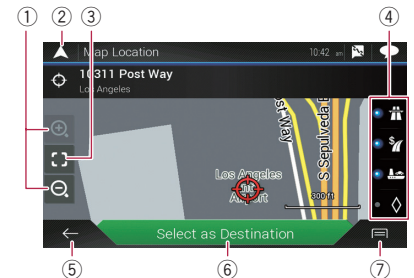 1 2 3 4
Map Location 10:42 am
10311 Post Way
Los Angeles
st Way
S Sepulveda B
Los Angeles
Airport
300 ft
Select as Destination
5 6 7